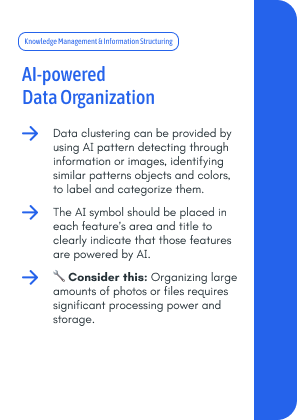 Knowledge Management & Information Structuring
AI-powered
Data Organization
Data clustering can be provided by
using AI pattern detecting through
information or images, identifying
similar patterns objects and colors,
to label and categorize them.
The AI symbol should be placed in
each feature's area and title to
clearly indicate that those features
are powered by AI.
🔧 Consider this: Organizing large
amounts of photos or files requires
significant processing power and
storage.